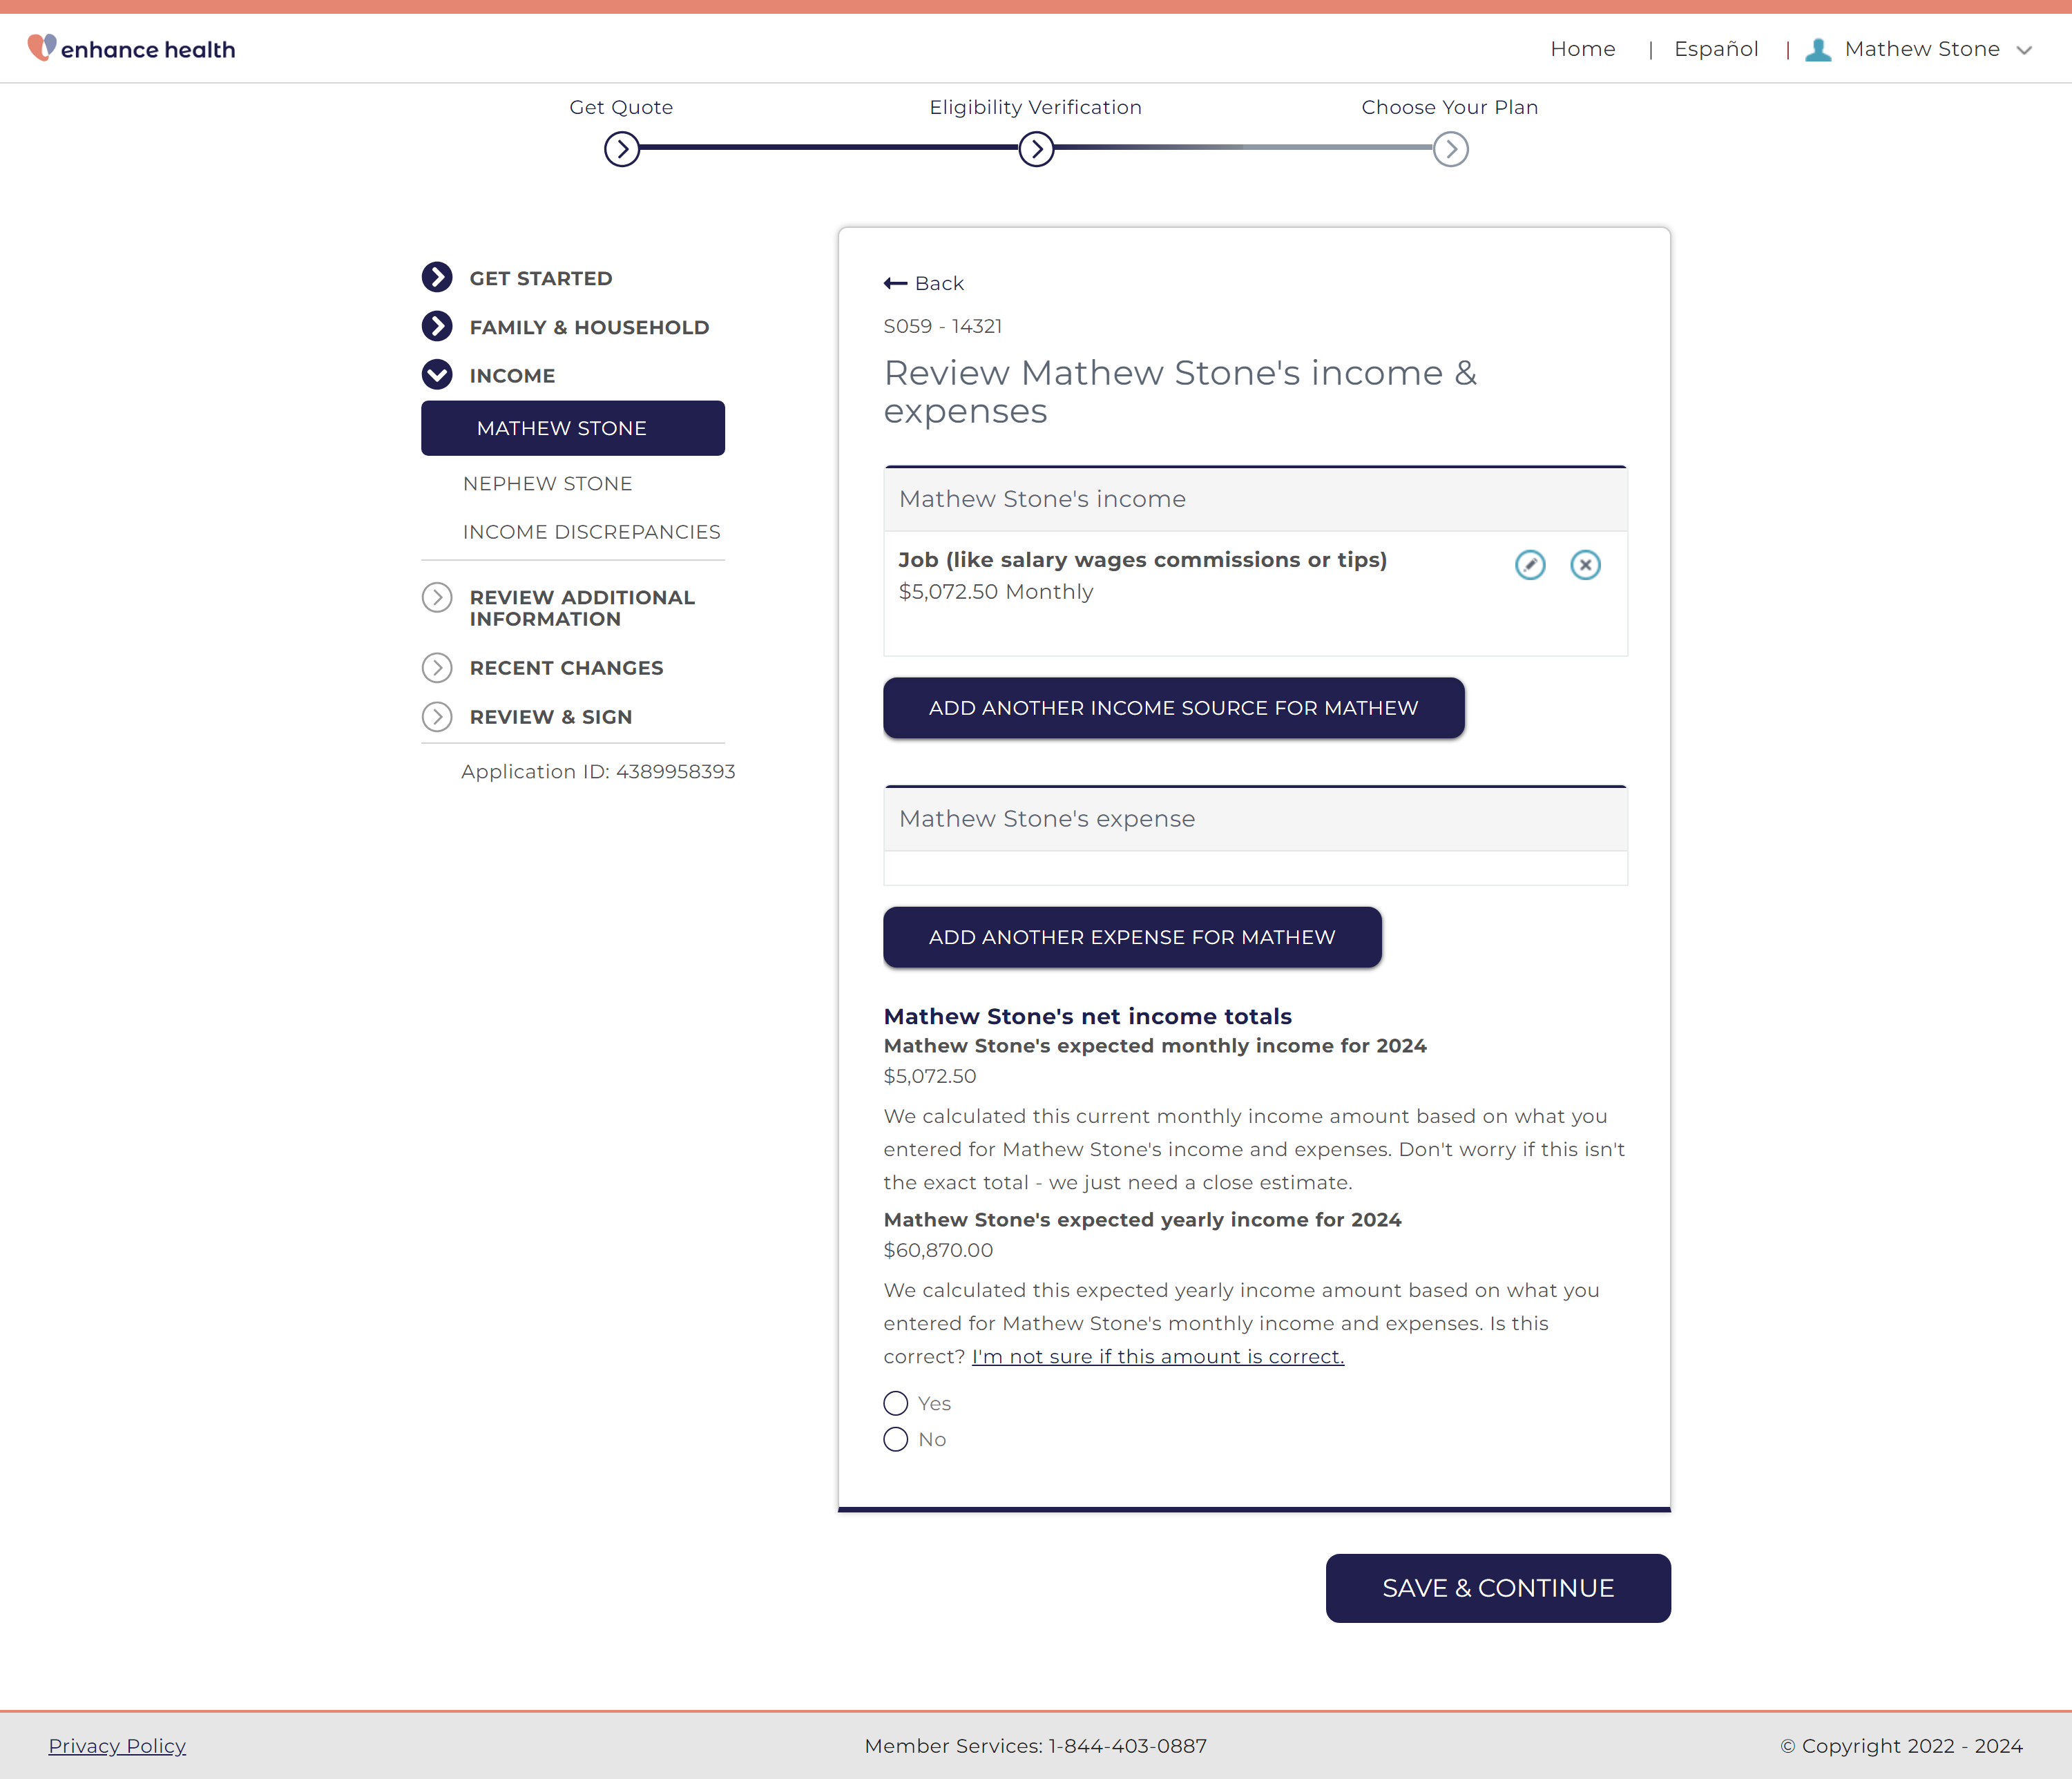 enhance health
Home | Español | Mathew Stone
Get Quote
Eligibility Verification
Choose Your Plan
GET STARTED
FAMILY & HOUSEHOLD
INCOME
MATHEW STONE
NEPHEW STONE
INCOME DISCREPANCIES
REVIEW ADDITIONAL
INFORMATION
RECENT CHANGES
REVIEW & SIGN
Application ID: 4389958393
Back
S059 - 14321
Review Mathew Stone's income &
expenses
Mathew Stone's income
Job (like salary wages commissions or tips)
$5,072.50 Monthly
ADD ANOTHER INCOME SOURCE FOR MATHEW
Mathew Stone's expense
ADD ANOTHER EXPENSE FOR MATHEW
Mathew Stone's net income totals
Mathew Stone's expected monthly income for 2024
$5,072.50
We calculated this current monthly income amount based on what you
entered for Mathew Stone's income and expenses. Don't worry if this isn't
the exact total - we just need a close estimate.
Mathew Stone's expected yearly income for 2024
$60,870.00
We calculated this expected yearly income amount based on what you
entered for Mathew Stone's monthly income and expenses. Is this
correct? I'm not sure if this amount is correct.
Yes
No
SAVE & CONTINUE
Privacy Policy
Member Services: 1-844-403-0887
© Copyright 2022 - 2024